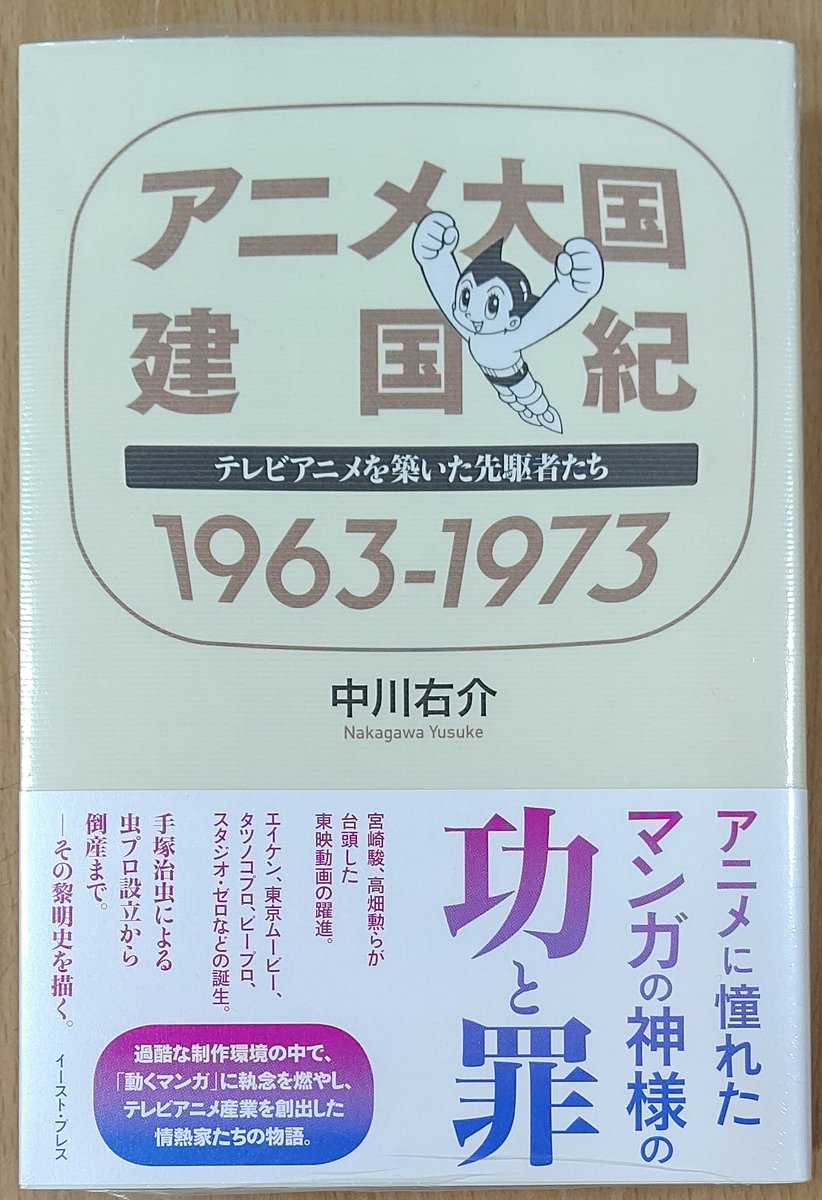 アニメ大国
建国紀
テレビアニメを築いた先駆者たち
1963-1973
中川右介
Nakagawa Yusuke
アニメに憧れた
マンガの神様の
功と罪
宮崎駿、高畑勲らが
台頭した
東映動画の躍進。
エイケン、東京ムービー、
タツノコプロ、ピープロ、
スタジオ・ゼロなどの誕生。
手塚治虫による
虫プロ設立から
倒産まで。
―その黎明史を描く。
過酷な制作環境の中で、
「動くマンガ」に執念を燃やし、
テレビアニメ産業を創出した
情熱家たちの物語。
イースト・プレス